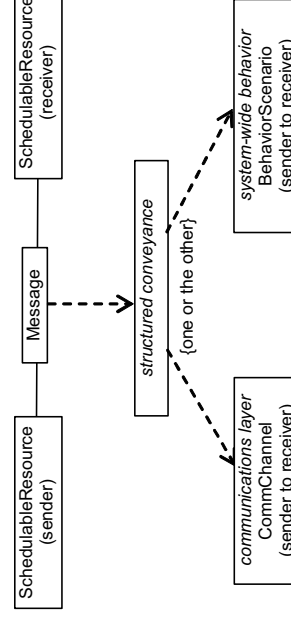 SchedulableResource
(sender)
Message
SchedulableResource
(receiver)
structured conveyance
{one or the other}
communications layer
CommChannel
(sender to receiver)
system-wide behavior
BehaviorScenario
(sender to receiver)